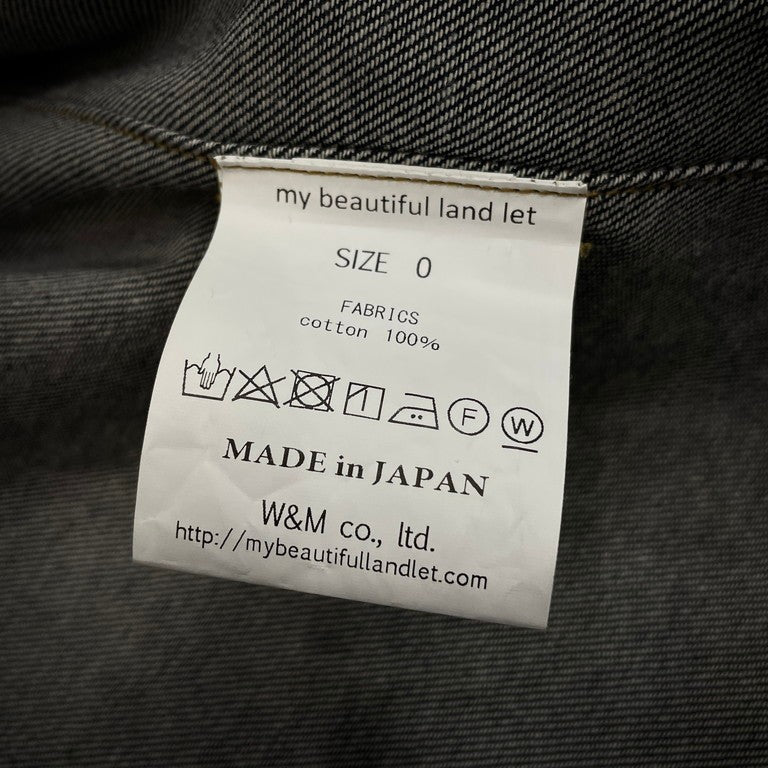 my beautiful land let
SIZE 0
FABRICS
cotton 100%
F W
MADE in JAPAN
W&M co., ltd.
http://mybeautifullandlet.com